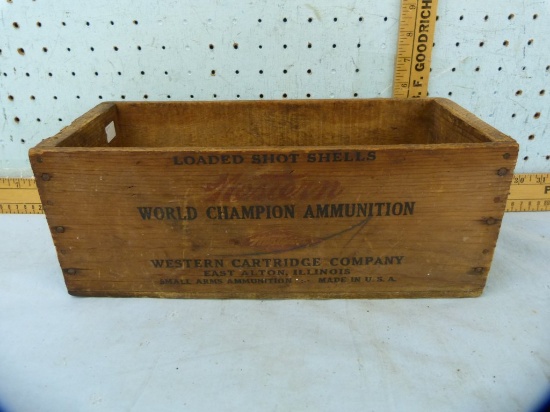 F. GOODRICH
LOADED SHOT SHELLS
Western
WORLD CHAMPION AMMUNITION
WESTERN CARTRIDGE COMPANY
EAST ALTON, ILLINOIS
SMALL ARMS AMMUNITION MADE IN U.S.A.